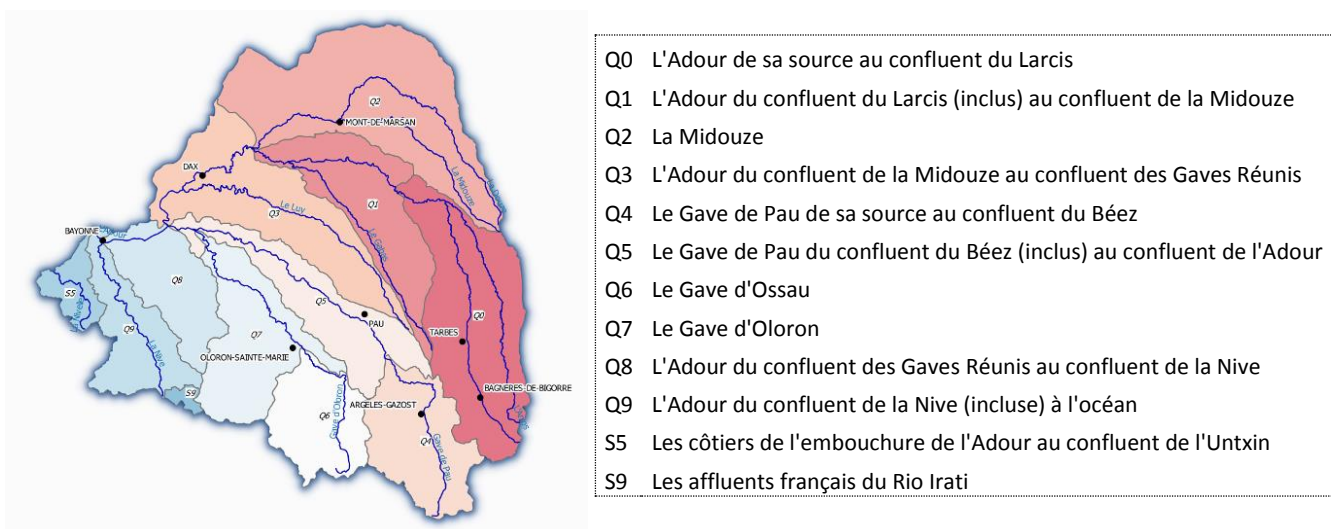 Q2
MONT-DE-MARSAN
DAX
La Midouze
Q1
Le Luy
Q3
Le Gabas
BAYONNE
Q8
S5
Q5
Q0
Q9
PAU
TARBES
La Nive
Q7
OLORON-SAINTE-MARIE
S9
BAGNERES-DE-BIGORRE
ARGELES-GAZOST
Q6
Gave d'Oloron
Q4
Gave de Pau
Q0 L'Adour de sa source au confluent du Larcis
Q1 L'Adour du confluent du Larcis (inclus) au confluent de la Midouze
Q2 La Midouze
Q3 L'Adour du confluent de la Midouze au confluent des Gaves Réunis
Q4 Le Gave de Pau de sa source au confluent du Béez
Q5 Le Gave de Pau du confluent du Béez (inclus) au confluent de l'Adour
Q6 Le Gave d'Ossau
Q7 Le Gave d'Oloron
Q8 L'Adour du confluent des Gaves Réunis au confluent de la Nive
Q9 L'Adour du confluent de la Nive (incluse) à l'océan
S5 Les côtiers de l'embouchure de l'Adour au confluent de l'Untxin
S9 Les affluents français du Rio Irati